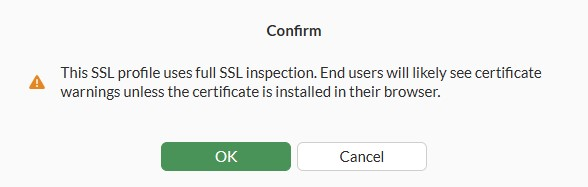 Confirm
This SSL profile uses full SSL inspection. End users will likely see certificate
warnings unless the certificate is installed in their browser.
OK
Cancel